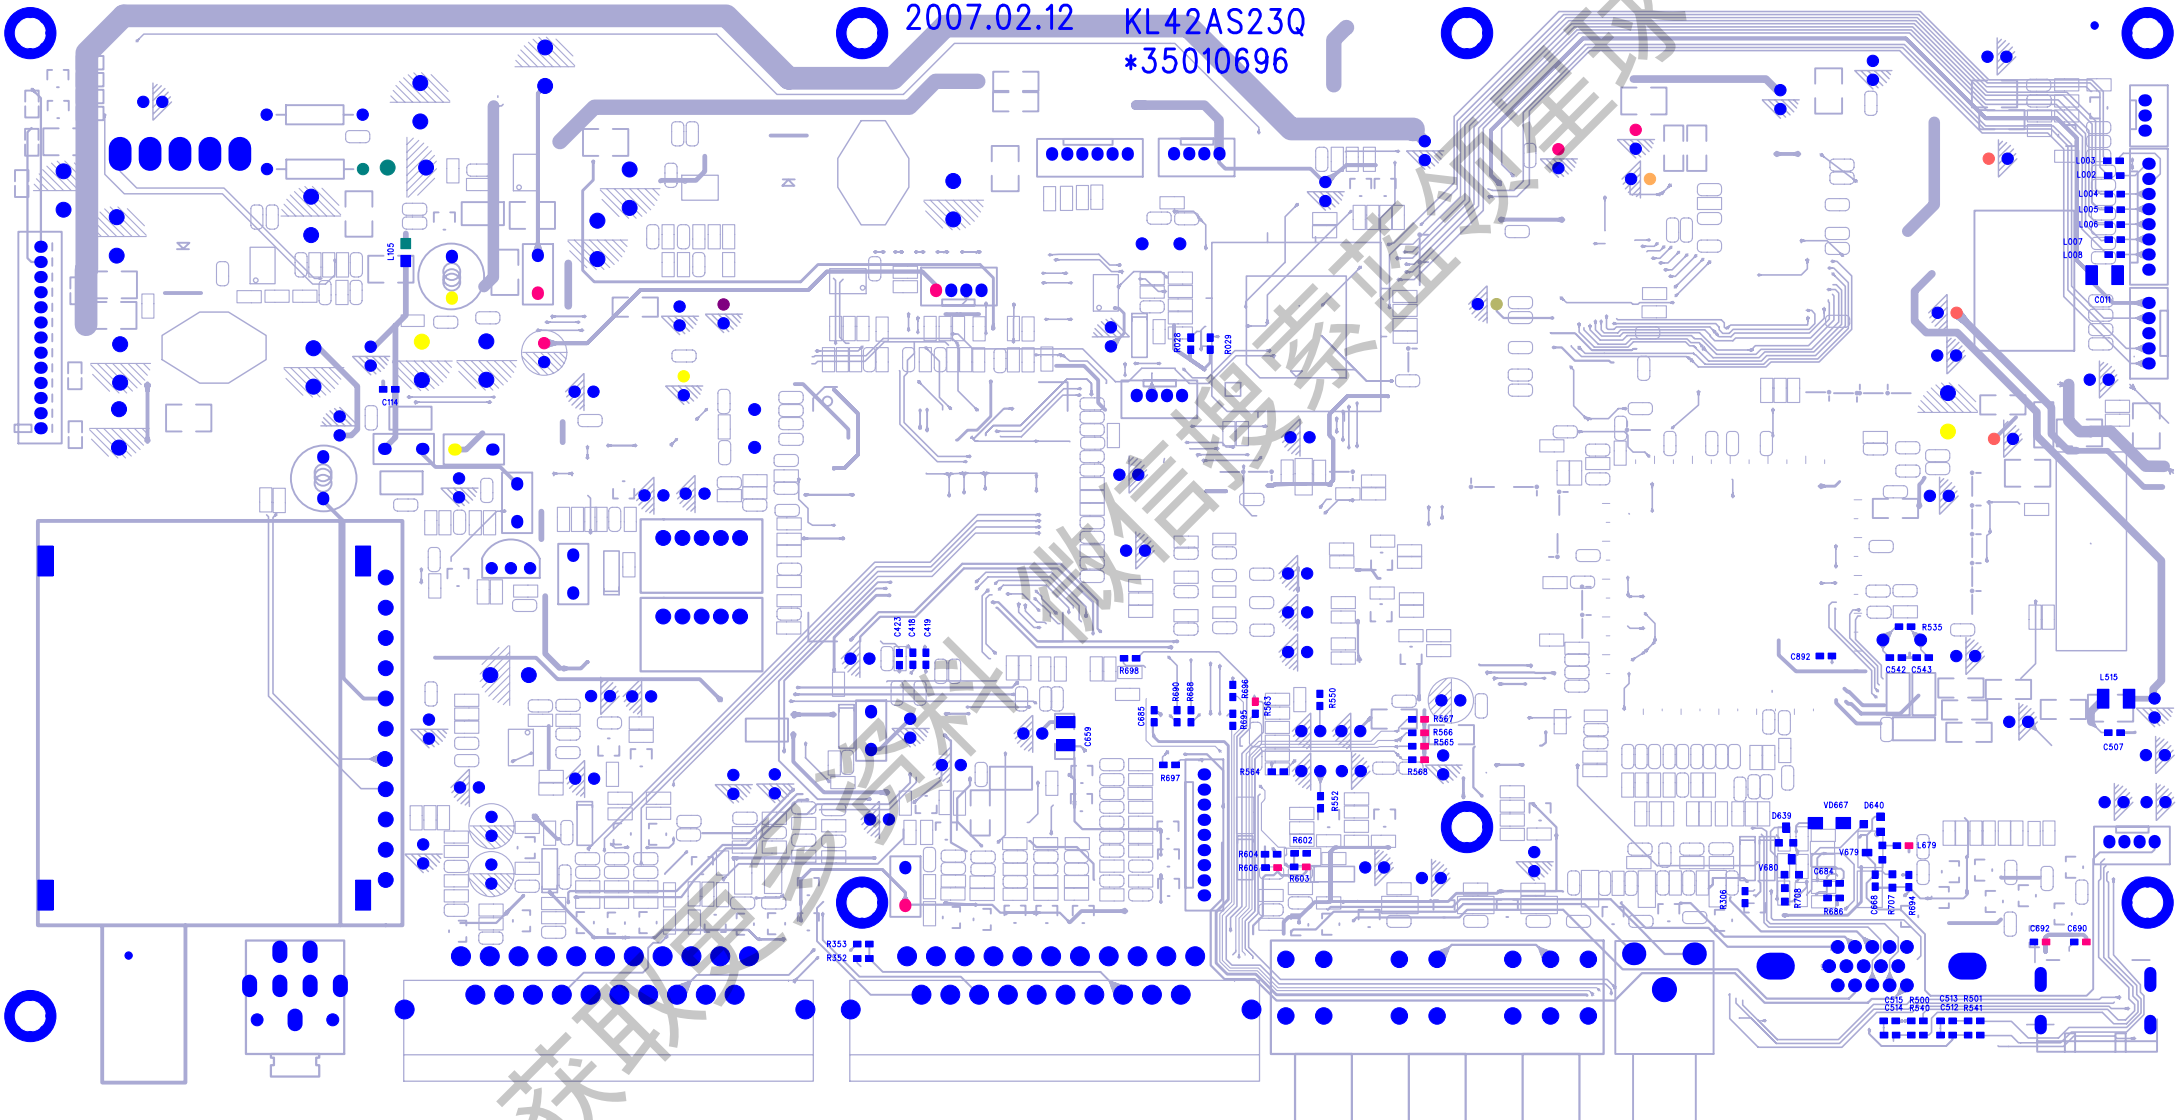 2007.02.12
KL42AS23Q
*35010696
L003
L002
L004
L005
L006
L007
L008
C011
L105
C114
R028
R029
C423
C418
C419
R698
C685
R690
R688
R696
R695
R563
R550
R567
R566
R565
R568
C659
R697
R564
R552
R602
R604
R606
R603
R353
R352
C892
R535
C542
C543
L515
C507
D639
VD667
D640
V679
L679
V680
C684
R306
R708
R686
C668
R707
R694
C692
C690
C515
R500
C513
R501
C514
R540
C512
R541
获取更多资料 微信搜索蓝领星球